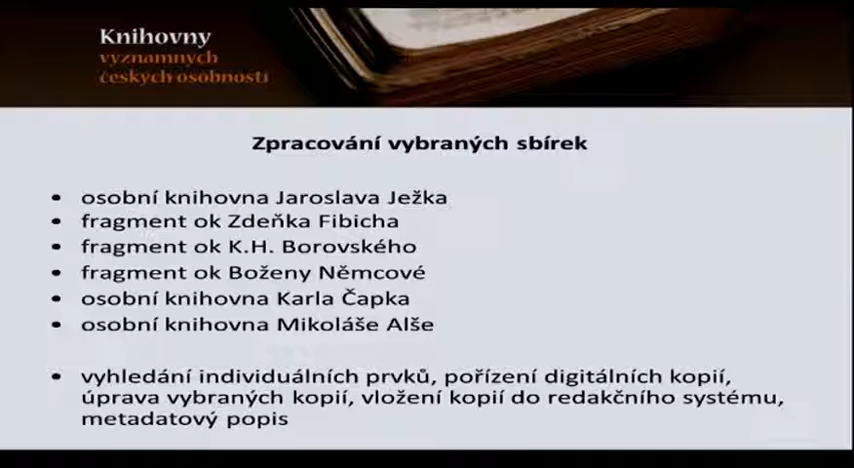 Knihovny
významných
českých osobností
Zpracování vybraných sbírek
• osobní knihovna Jaroslava Ježka
• fragment ok Zdeňka Fibicha
• fragment ok K.H. Borovského
• fragment ok Boženy Němcové
• osobní knihovna Karla Čapka
• osobní knihovna Mikoláše Alše
• vyhledání individuálních prvků, pořízení digitálních kopií,
úprava vybraných kopií, vložení kopií do redakčního systému,
metadatový popis